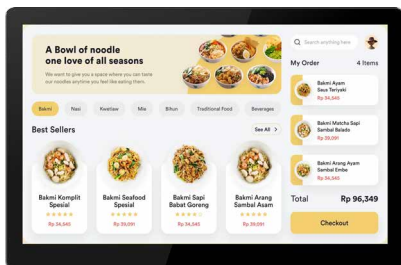 A Bowl of noodle
one love of all seasons
We want to give you a space where you can taste
our noodles anytime you feel like eating them.
Bakmi
Nasi
Kwetiaw
Mie
Bihun
Traditional Food
Beverages
Best Sellers
See All >
Bakmi Komplit
Spesial
Rp 34,545
Bakmi Seafood
Spesial
Rp 39,091
Bakmi Sapi
Babat Goreng
Rp 34,545
Bakmi Arang
Sambal Asam
Rp 39,091
Search anything here
My Order
4 Items
Bakmi Ayam
Saus Teriyaki
Rp 34,545
Bakmi Matcha Sapi
Sambal Balado
Rp 39,091
Bakmi Arang Ayam
Sambal Embe
Rp 34,545
Total
Rp 96,349
Checkout